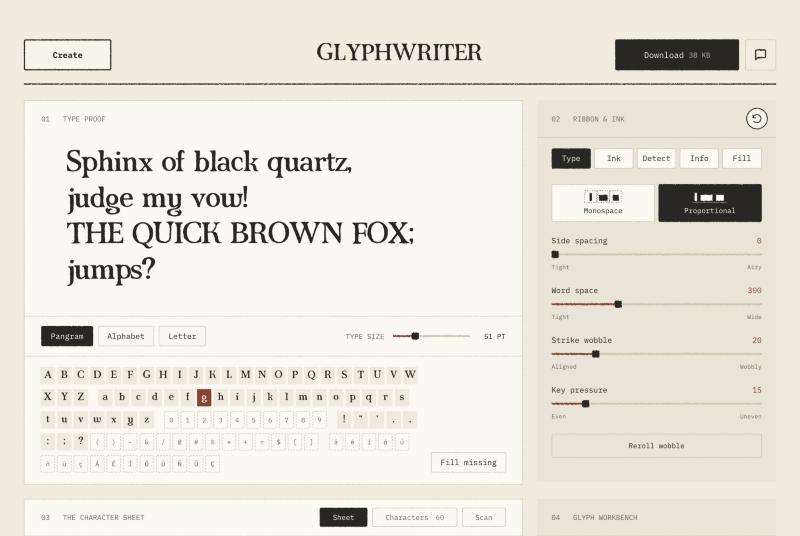 Create
GLYPHWRITER
Download 38 KB
01 TYPE PROOF
Sphinx of black quartz,
judge my vow!
THE QUICK BROWN FOX;
jumps?
Pangram Alphabet Letter
TYPE SIZE 51 PT
A B C D E F G H I J K L M N O P Q R S T U V W
X Y Z a b c d e f g h i j k l m n o p q r s
t u v w x y z 0 1 2 3 4 5 6 7 8 9 ! " ' . ,
: ; ? ( ) - & / @ # % * + = $ [ ] á é í ó ú
ñ ü ç Á É Í Ó Ú Ñ Ü Ç
Fill missing
02 RIBBON & INK
Type Ink Detect Info Fill
Monospace Proportional
Side spacing 0
Tight Airy
Word space 300
Tight Wide
Strike wobble 20
Aligned Wobbly
Key pressure 15
Even Uneven
Reroll wobble
03 THE CHARACTER SHEET
Sheet Characters 60 Scan
04 GLYPH WORKBENCH